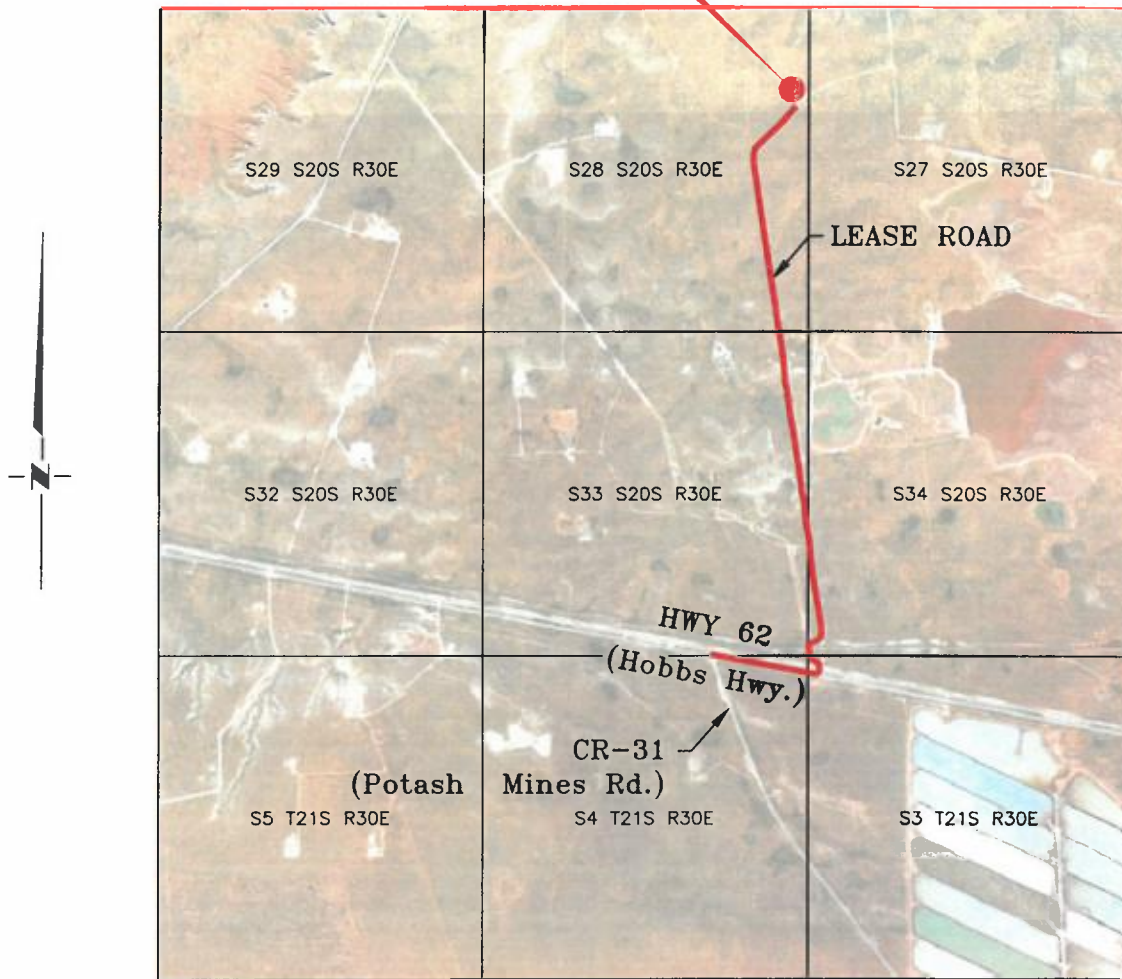 S29 S20S R30E
S28 S20S R30E
S27 S20S R30E
LEASE ROAD
N
S32 S20S R30E
S33 S20S R30E
S34 S20S R30E
HWY 62
(Hobbs Hwy.)
CR-31
(Potash Mines Rd.)
S5 T21S R30E
S4 T21S R30E
S3 T21S R30E